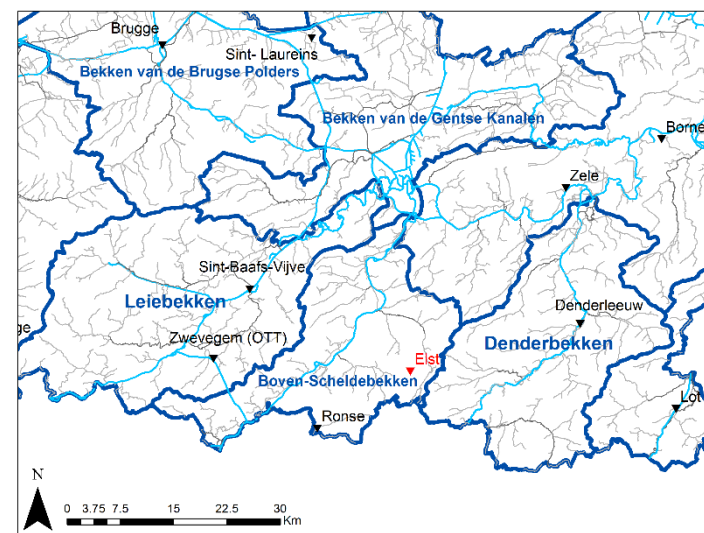 Brugge
Sint- Laureins
Bekken van de Brugse Polders
Bekken van de Gentse Kanalen
Borne
Zele
Sint-Baafs-Vijve
Leiebekken
Denderleeuw
ge
Zwevegem (OTT)
Denderbekken
Elst
Boven-Scheldebekken
Ronse
Lot
N
0 3.75 7.5 15 22.5 30
Km